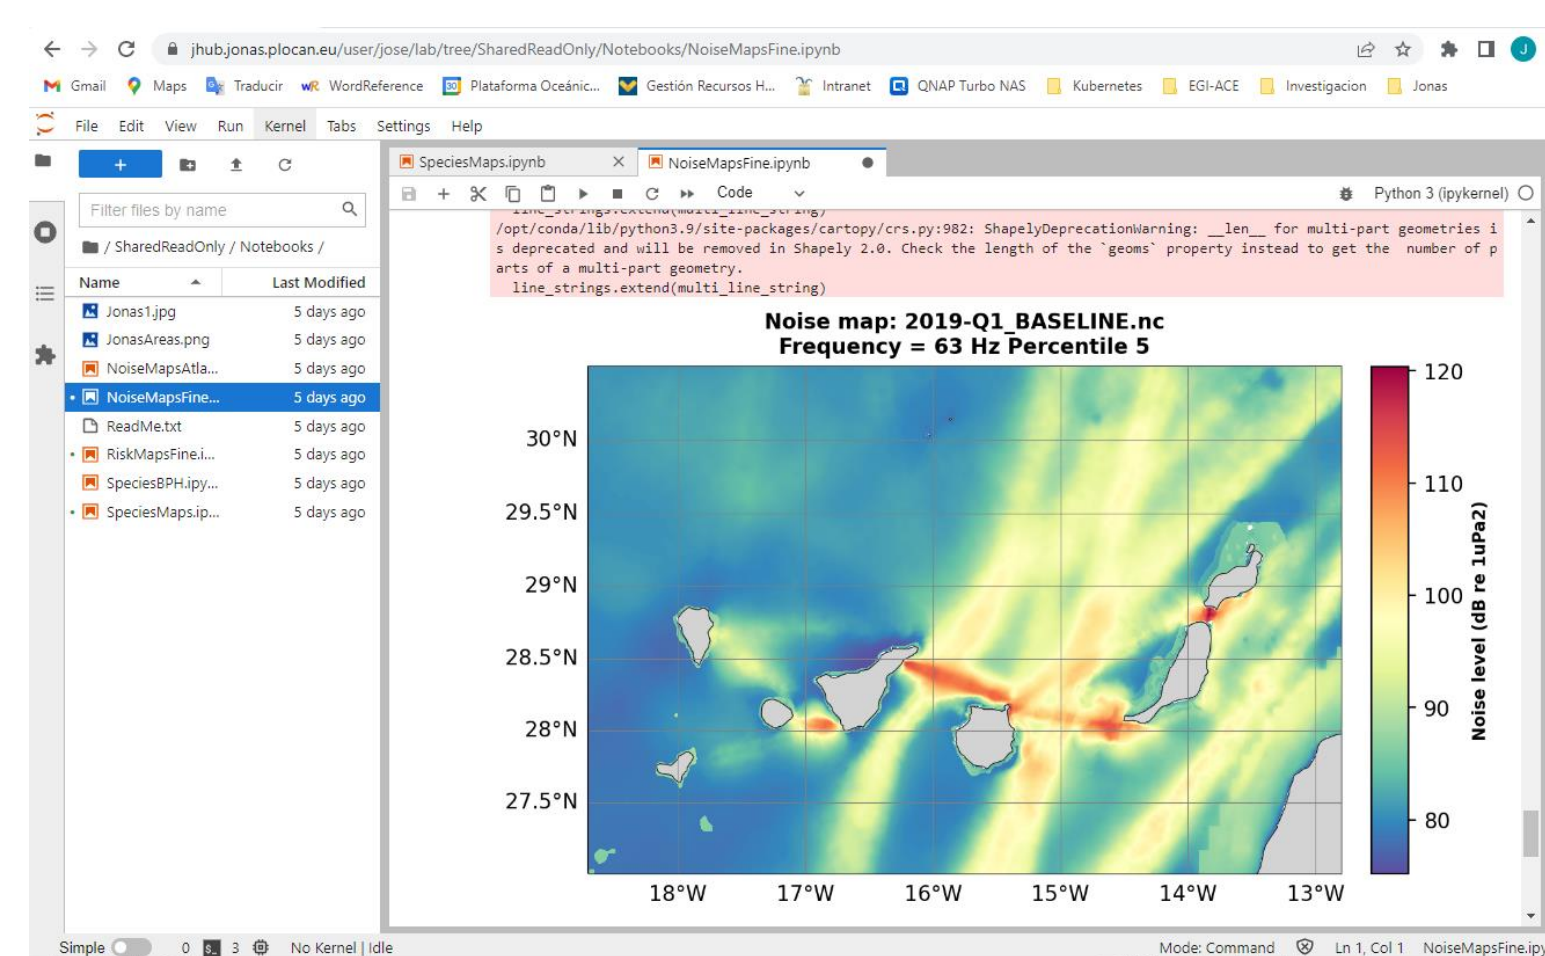 jhub.jonas.plocan.eu/user/jose/lab/tree/SharedReadOnly/Notebooks/NoiseMapsFine.ipynb
J
Gmail Maps Traducir WR WordReference 30 Plataforma Oceánic... Gestión Recursos H... Intranet QNAP Turbo NAS Kubernetes EGI-ACE Investigacion Jonas
File Edit View Run Kernel Tabs Settings Help
SpeciesMaps.ipynb NoiseMapsFine.ipynb
Code
Python 3 (ipykernel)
Filter files by name
/ SharedReadOnly / Notebooks /
Name Last Modified
Jonas1.jpg 5 days ago
JonasAreas.png 5 days ago
NoiseMapsAtla... 5 days ago
NoiseMapsFine... 5 days ago
ReadMe.txt 5 days ago
RiskMapsFine.i... 5 days ago
SpeciesBPH.ipy... 5 days ago
SpeciesMaps.ip... 5 days ago
line_strings.extend(multi_line_string)
/opt/conda/lib/python3.9/site-packages/cartopy/crs.py:982: ShapelyDeprecationWarning: __len__ for multi-part geometries i
s deprecated and will be removed in Shapely 2.0. Check the length of the `geoms` property instead to get the  number of p
arts of a multi-part geometry.
line_strings.extend(multi_line_string)
Noise map: 2019-Q1_BASELINE.nc
Frequency = 63 Hz Percentile 5
30°N
29.5°N
29°N
28.5°N
28°N
27.5°N
18°W 17°W 16°W 15°W 14°W 13°W
120
110
100
90
80
Noise level (dB re 1uPa2)
Simple 0 $_ 3 No Kernel | Idle
Mode: Command Ln 1, Col 1 NoiseMapsFine.ipy